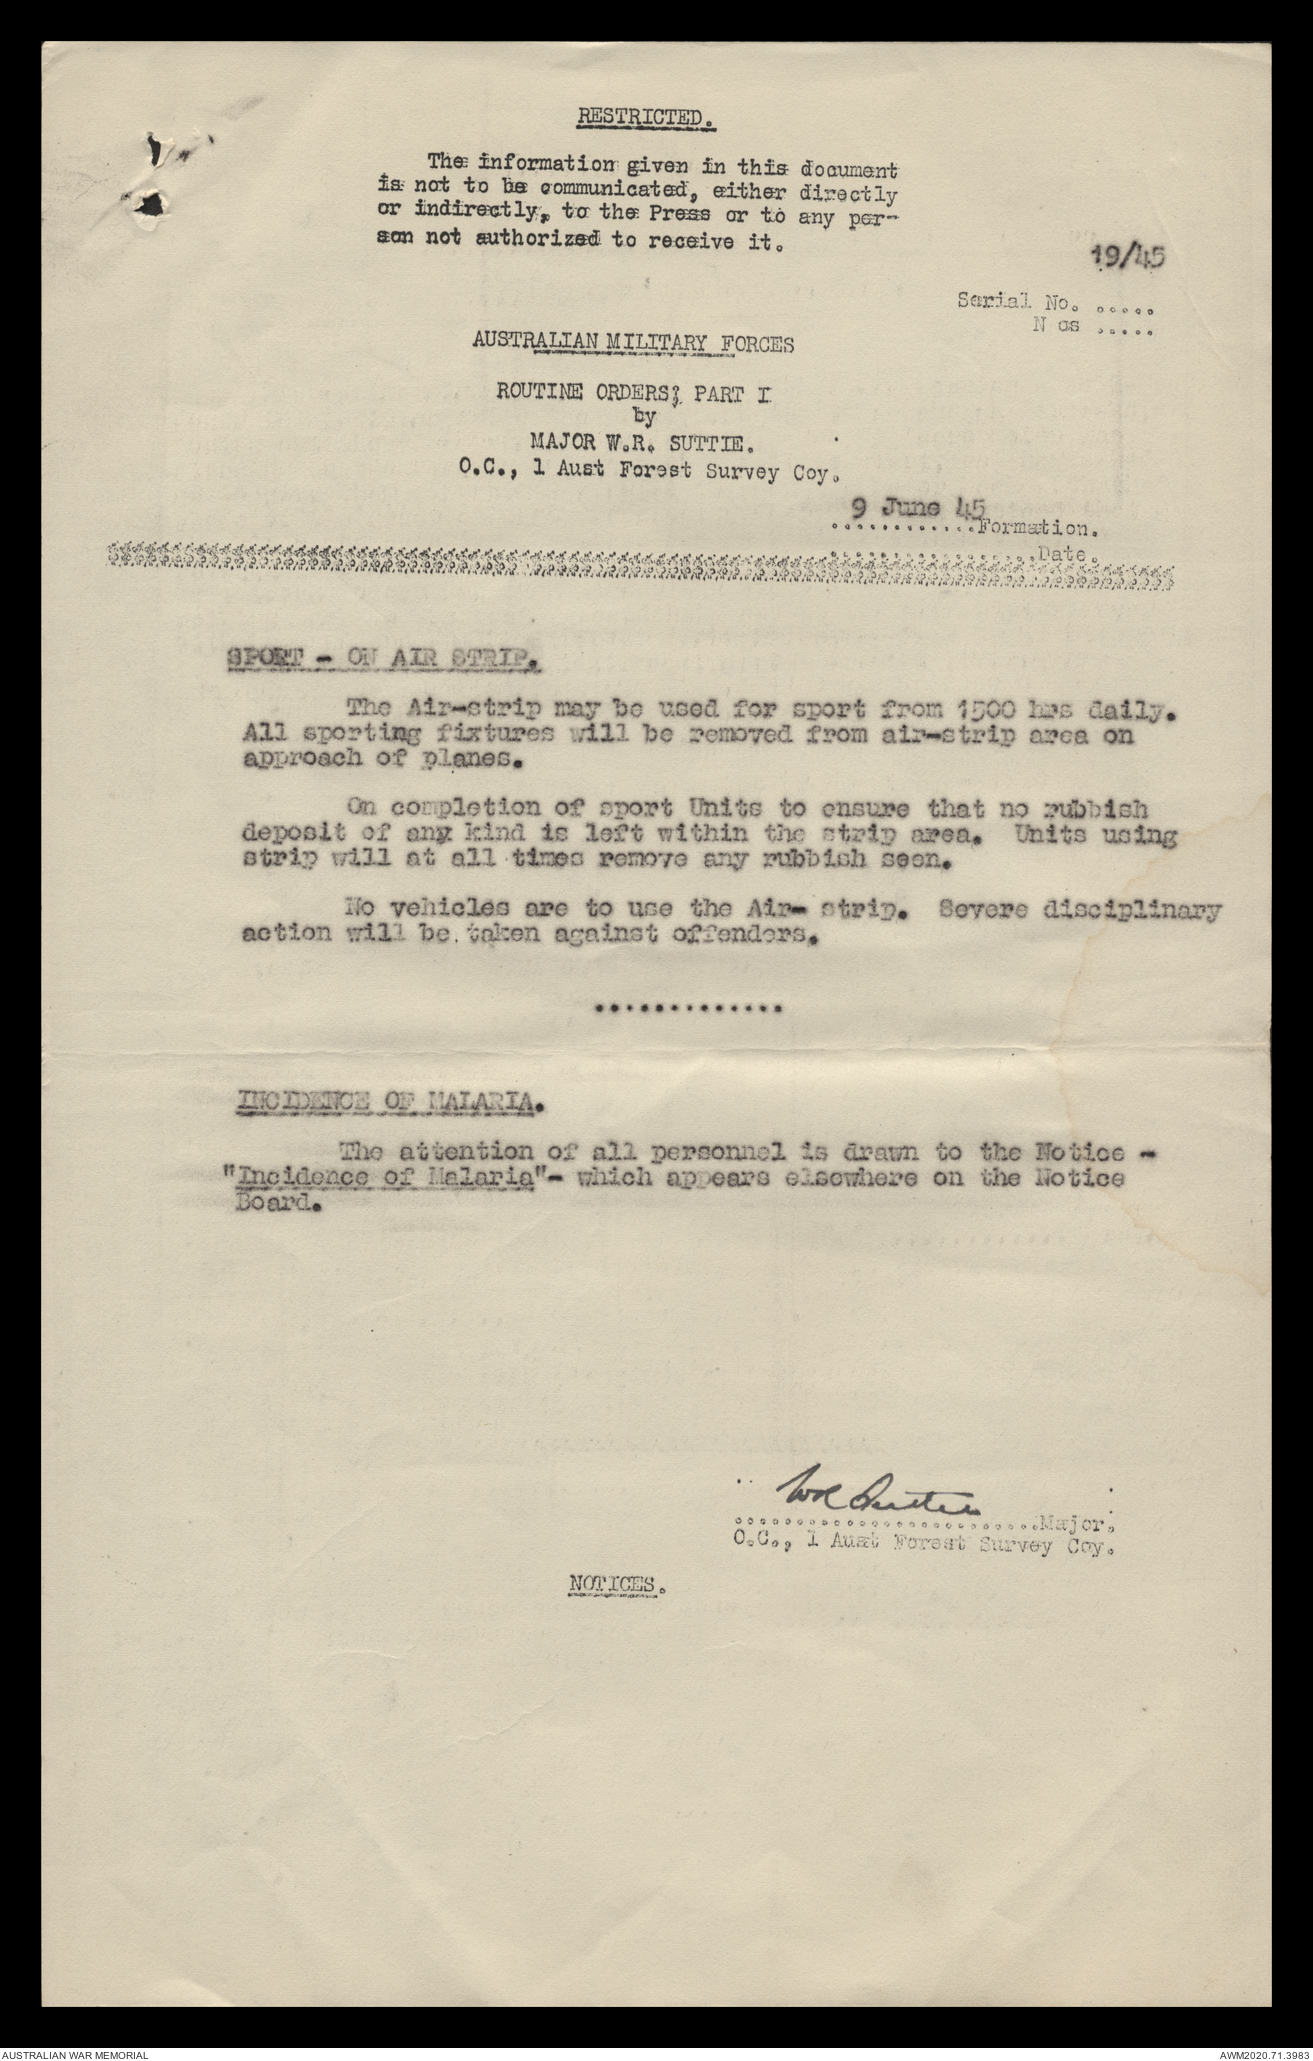 RESTRICTED.
The information given in this document
is not to be communicated, either directly
or indirectly, to the Press or to any per-
son not authorized to receive it.
19/45
Serial No. .....
N os .....
AUSTRALIAN MILITARY FORCES
ROUTINE ORDERS; PART I
by
MAJOR W.R. SUTTIE.
O.C., 1 Aust Forest Survey Coy.
9 June 45
............Formation.
.................Date.
SPORT - ON AIR STRIP.
The Air-strip may be used for sport from 1500 hrs daily.
All sporting fixtures will be removed from air-strip area on
approach of planes.
On completion of sport Units to ensure that no rubbish
deposit of any kind is left within the strip area. Units using
strip will at all times remove any rubbish seen.
No vehicles are to use the Air- strip. Severe disciplinary
action will be taken against offenders.
.............
INCIDENCE OF MALARIA.
The attention of all personnel is drawn to the Notice -
"Incidence of Malaria"- which appears elsewhere on the Notice
Board.
WR Suttie
.........................Major,
O.C., 1 Aust Forest Survey Coy.
NOTICES.
AUSTRALIAN WAR MEMORIAL
AWM2020.71.3983